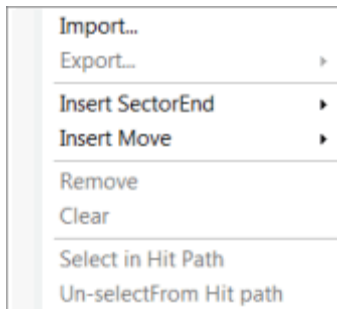 Import...
Export...
Insert SectorEnd
Insert Move
Remove
Clear
Select in Hit Path
Un-selectFrom Hit path